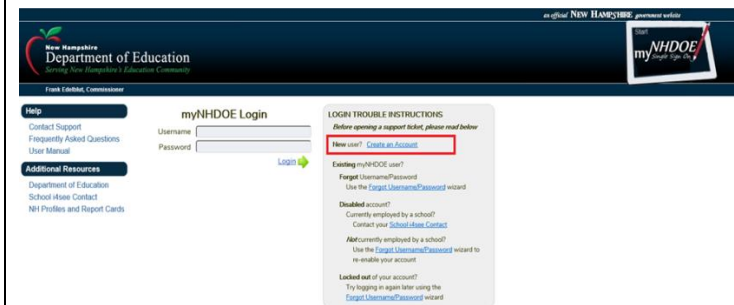 an official NEW HAMPSHIRE government website
New Hampshire
Department of Education
Serving New Hampshire's Education Community
Start
myNHDOE
Single Sign On
Frank Edelblut, Commissioner
Help
Contact Support
Frequently Asked Questions
User Manual
Additional Resources
Department of Education
School i4see Contact
NH Profiles and Report Cards
myNHDOE Login
Username
Password
Login
LOGIN TROUBLE INSTRUCTIONS
Before opening a support ticket, please read below
New user? Create an Account
Existing myNHDOE user?
Forgot Username/Password
Use the Forgot Username/Password wizard
Disabled account?
Currently employed by a school?
Contact your School i4see Contact
Not currently employed by a school?
Use the Forgot Username/Password wizard to
re-enable your account
Locked out of your account?
Try logging in again later using the
Forgot Username/Password wizard